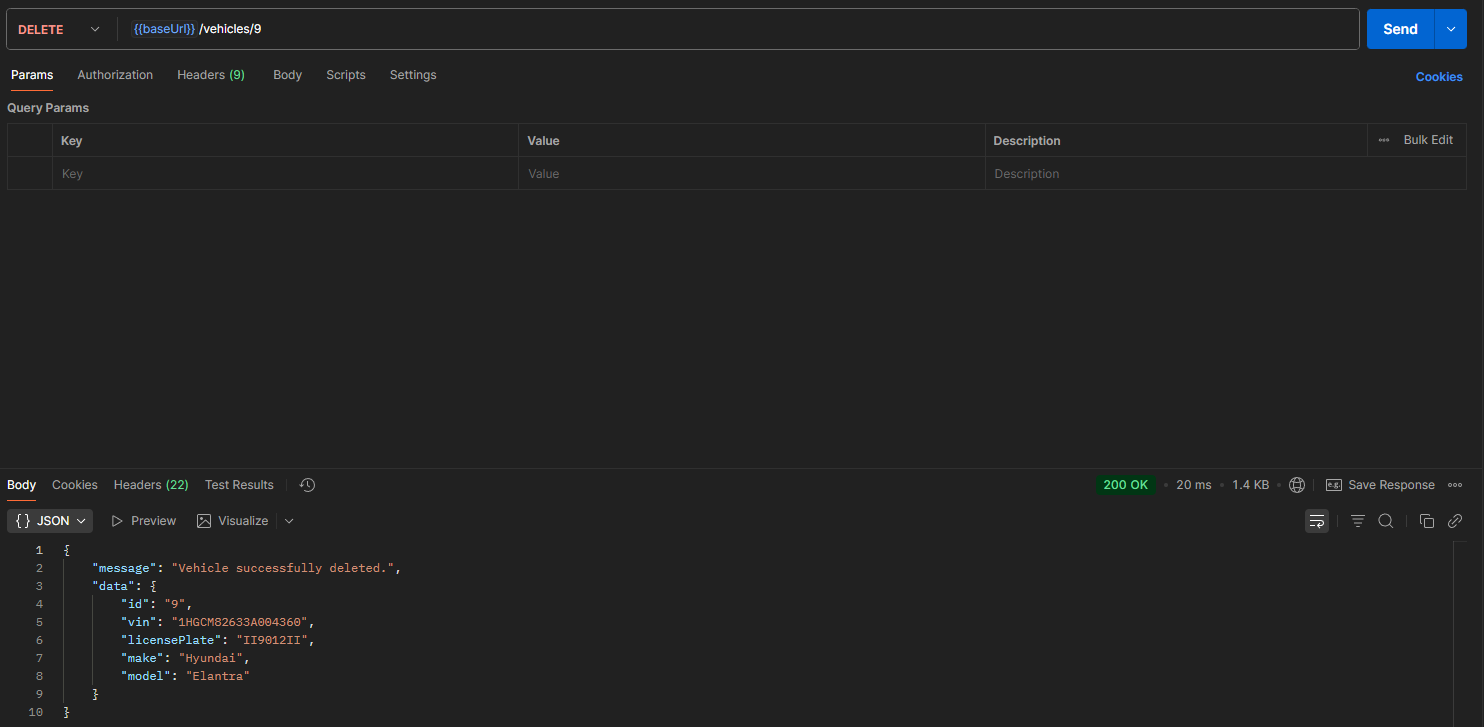 DELETE {{baseUrl}} /vehicles/9 Send
Params Authorization Headers (9) Body Scripts Settings Cookies
Query Params
Key Value Description Bulk Edit
Key Value Description
Body Cookies Headers (22) Test Results 200 OK 20 ms 1.4 KB e.g. Save Response
{} JSON Preview Visualize
1 {
2 "message": "Vehicle successfully deleted.",
3 "data": {
4 "id": "9",
5 "vin": "1HGCM82633A004360",
6 "licensePlate": "II9012II",
7 "make": "Hyundai",
8 "model": "Elantra"
9 }
10 }